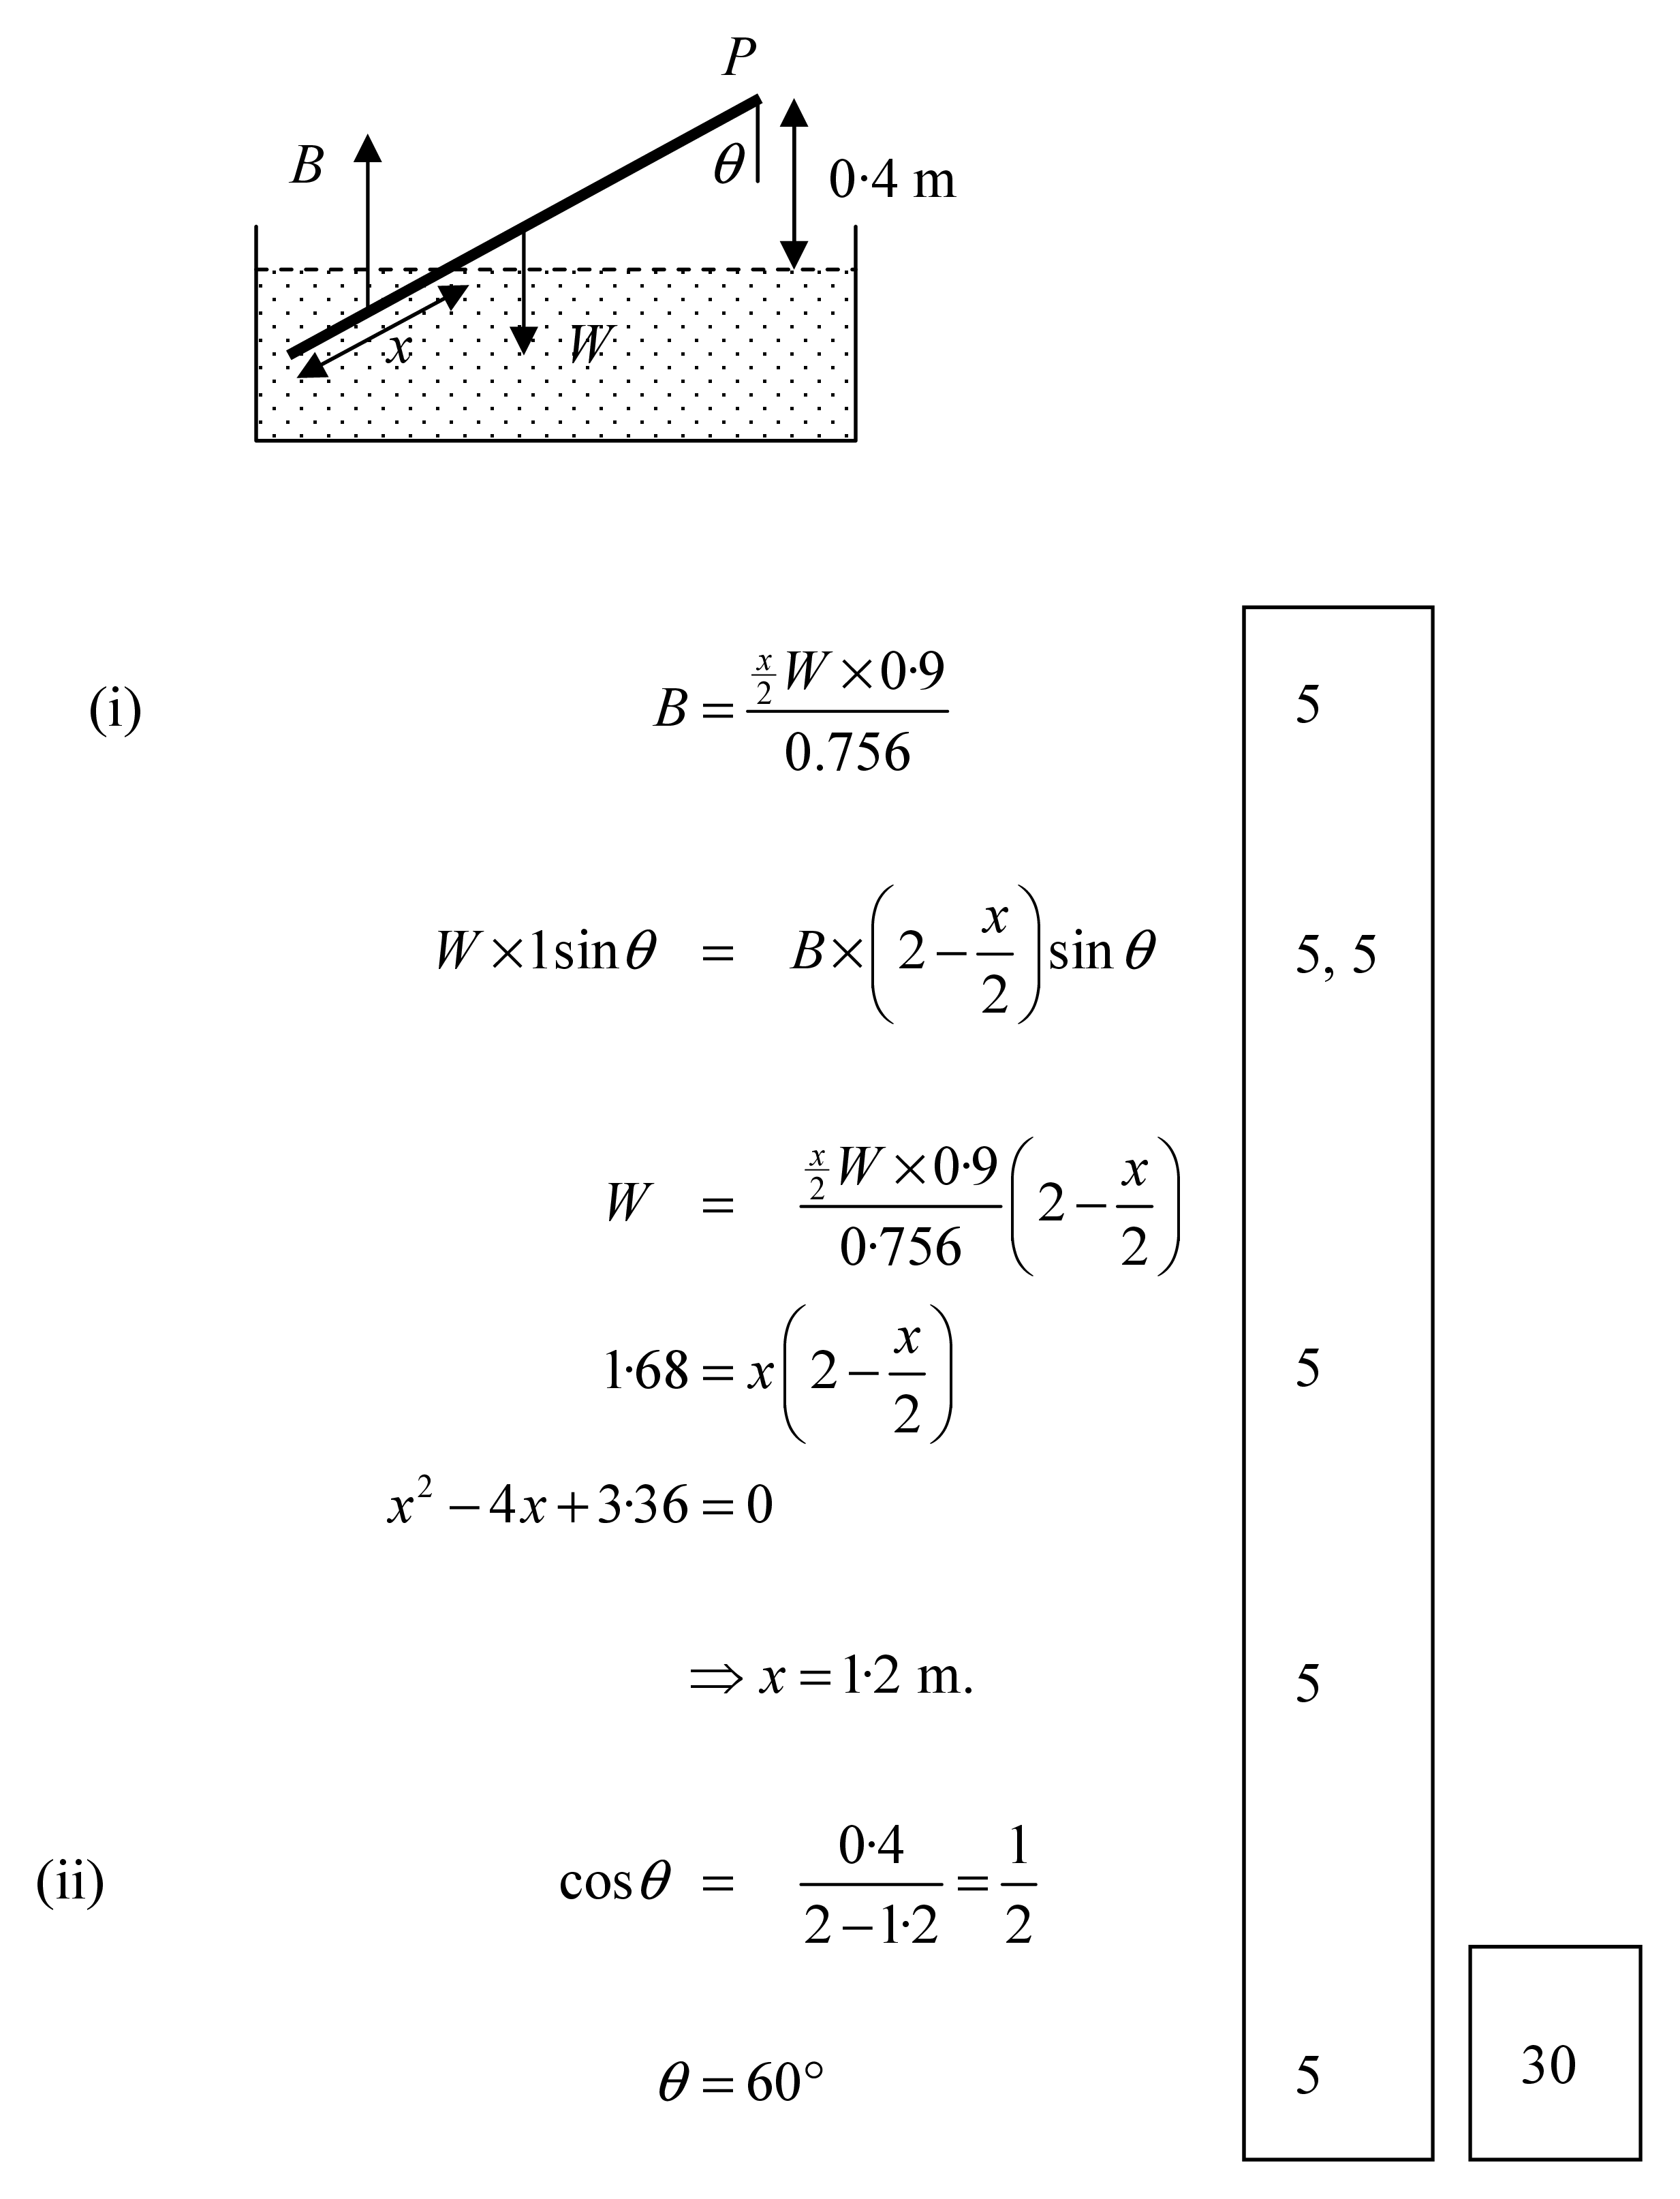 P
B
θ
0·4 m
x
W
(i) B = (x/2 W × 0·9) / 0.756 5
W × 1 sin θ = B × (2 − x/2) sin θ 5, 5
W = (x/2 W × 0·9) / 0·756 (2 − x/2)
1·68 = x (2 − x/2) 5
x² − 4x + 3·36 = 0
⇒ x = 1·2 m. 5
(ii) cos θ = 0·4 / (2 − 1·2) = 1/2
θ = 60° 5 30